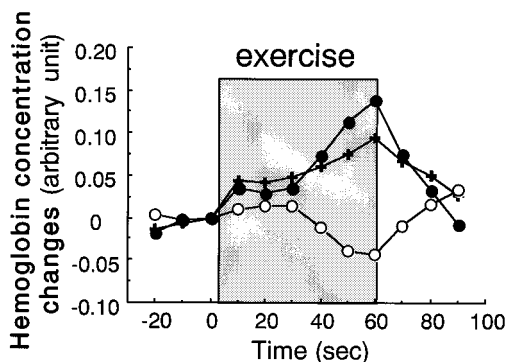 Hemoglobin concentration
changes (arbitrary unit)
0.20
0.15
0.10
0.05
0
-0.05
-0.10
exercise
-20 0 20 40 60 80 100
Time (sec)